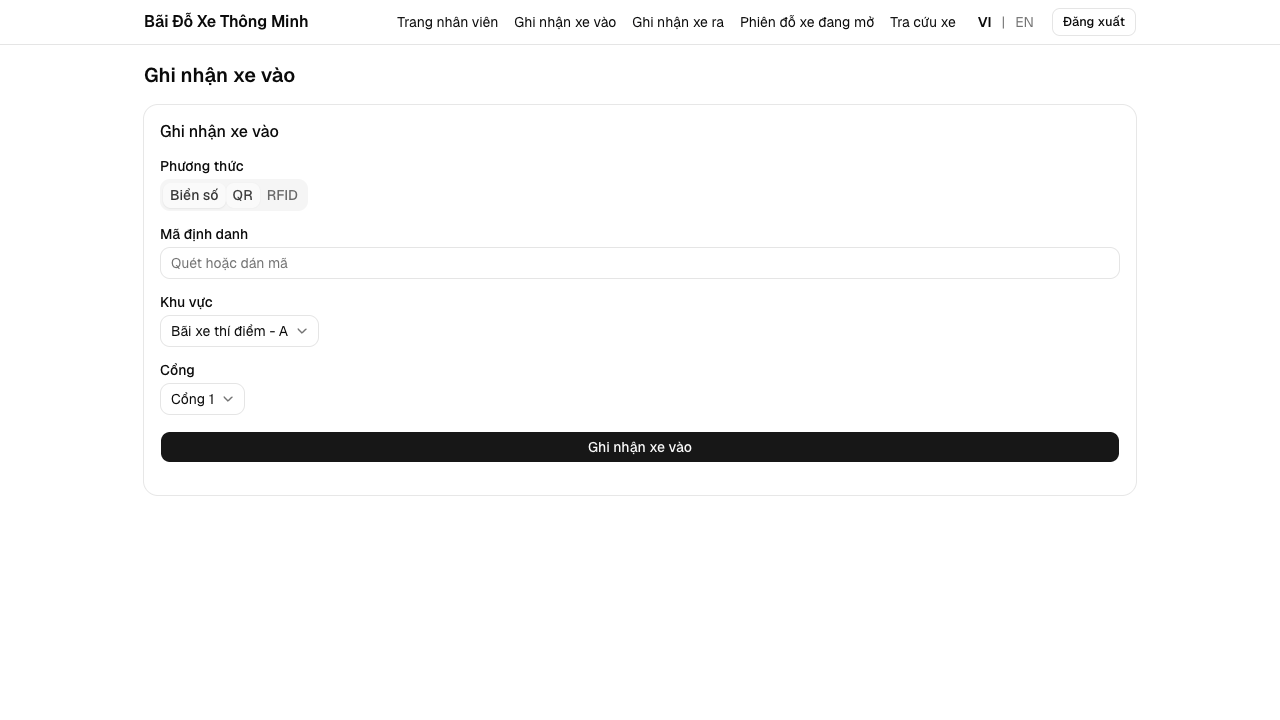 Bãi Đỗ Xe Thông Minh
Trang nhân viên Ghi nhận xe vào Ghi nhận xe ra Phiên đỗ xe đang mở Tra cứu xe VI | EN Đăng xuất
Ghi nhận xe vào
Ghi nhận xe vào
Phương thức
Biển số QR RFID
Mã định danh
Quét hoặc dán mã
Khu vực
Bãi xe thí điểm - A
Cổng
Cổng 1
Ghi nhận xe vào